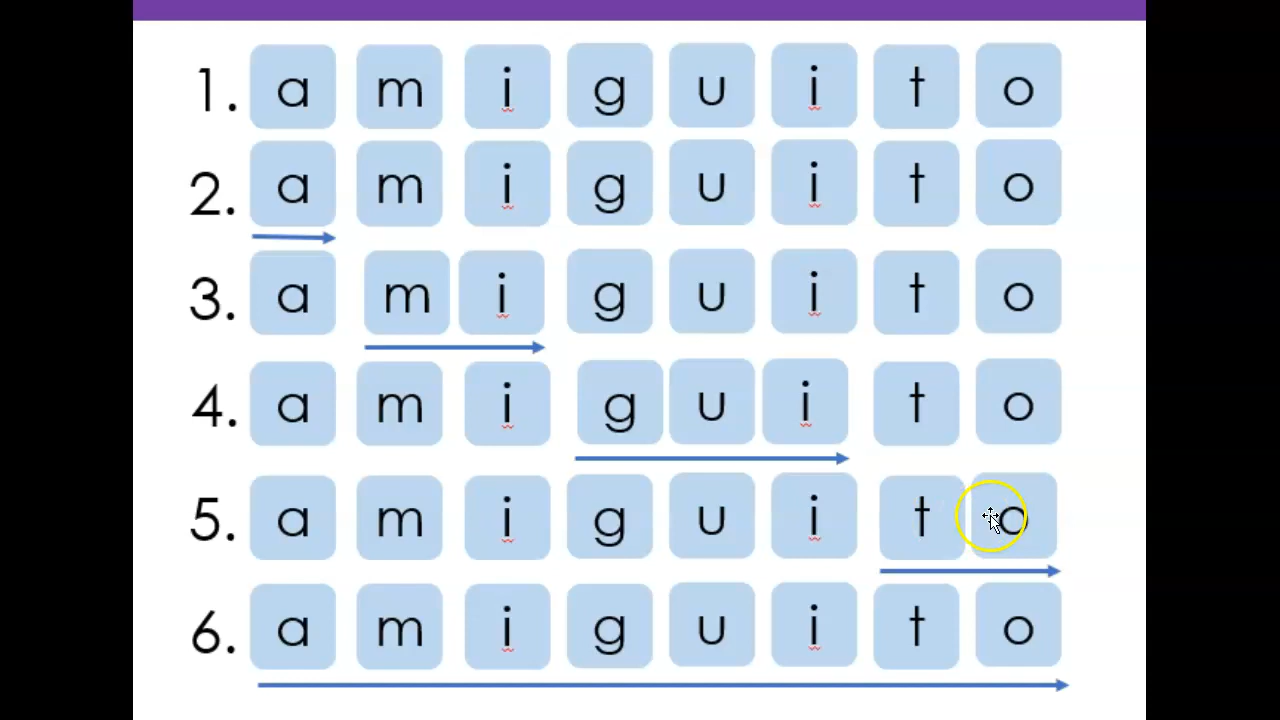 1. a m i g u i t o
2. a m i g u i t o
3. a m i g u i t o
4. a m i g u i t o
5. a m i g u i t o
6. a m i g u i t o